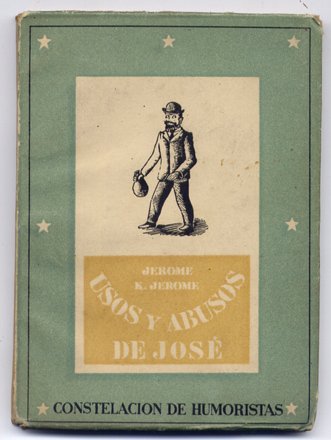 JEROME
K. JEROME
USOS Y ABUSOS
DE JOSÉ
CONSTELACION DE HUMORISTAS